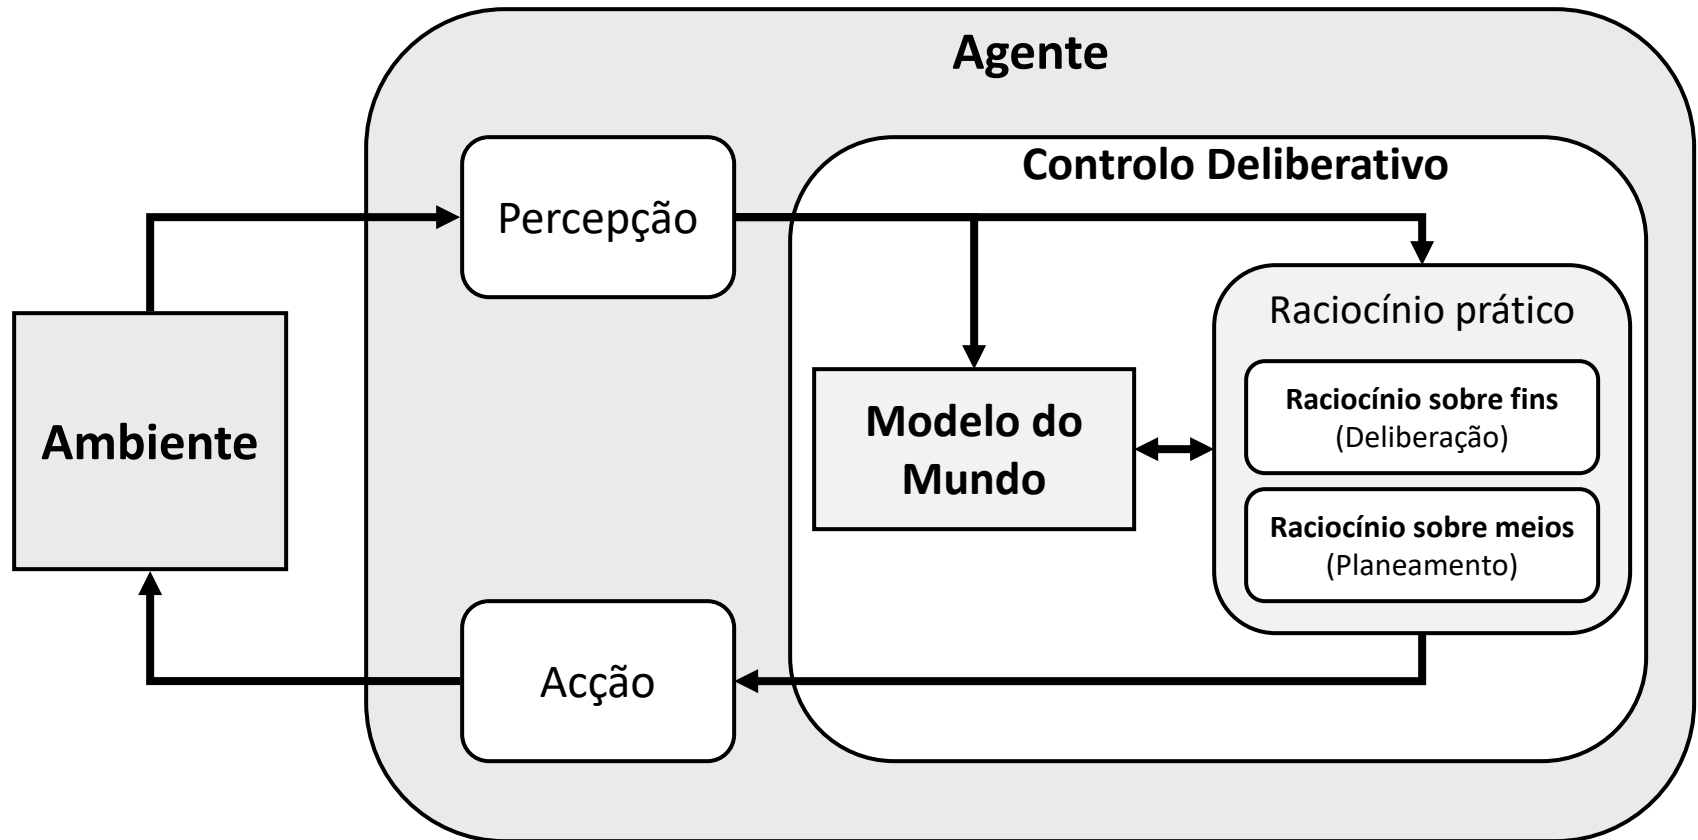 Agente
Controlo Deliberativo
Percepção
Raciocínio prático
Raciocínio sobre fins
(Deliberação)
Ambiente
Modelo do
Mundo
Raciocínio sobre meios
(Planeamento)
Acção